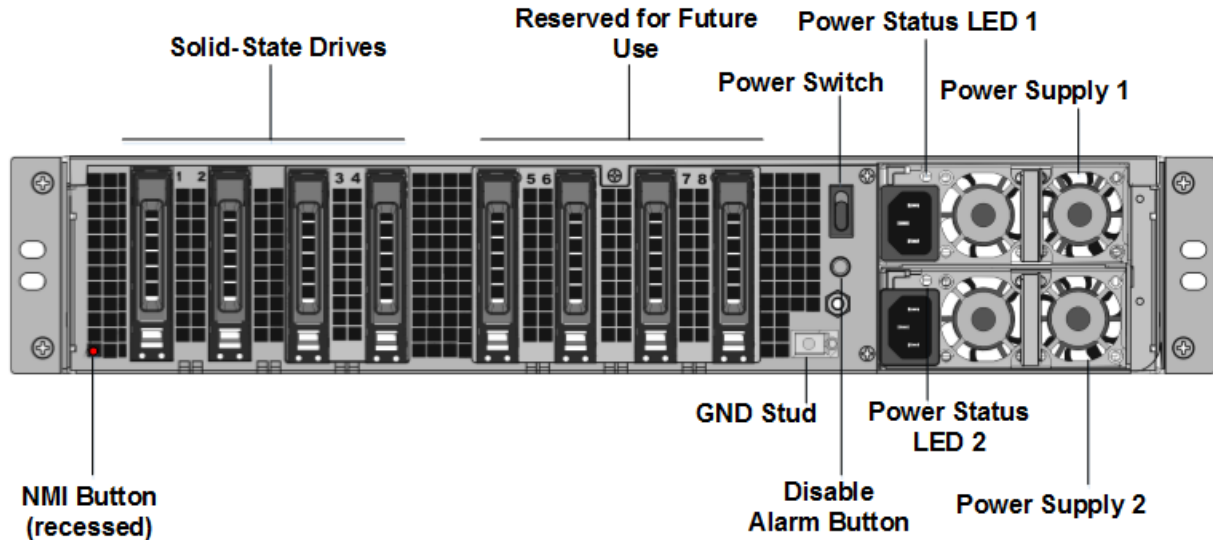 Reserved for Future
Use
Power Status LED 1
Solid-State Drives
Power Switch
Power Supply 1
1 2 3 4 5 6 7 8
GND Stud
Power Status
LED 2
NMI Button
(recessed)
Disable
Alarm Button
Power Supply 2